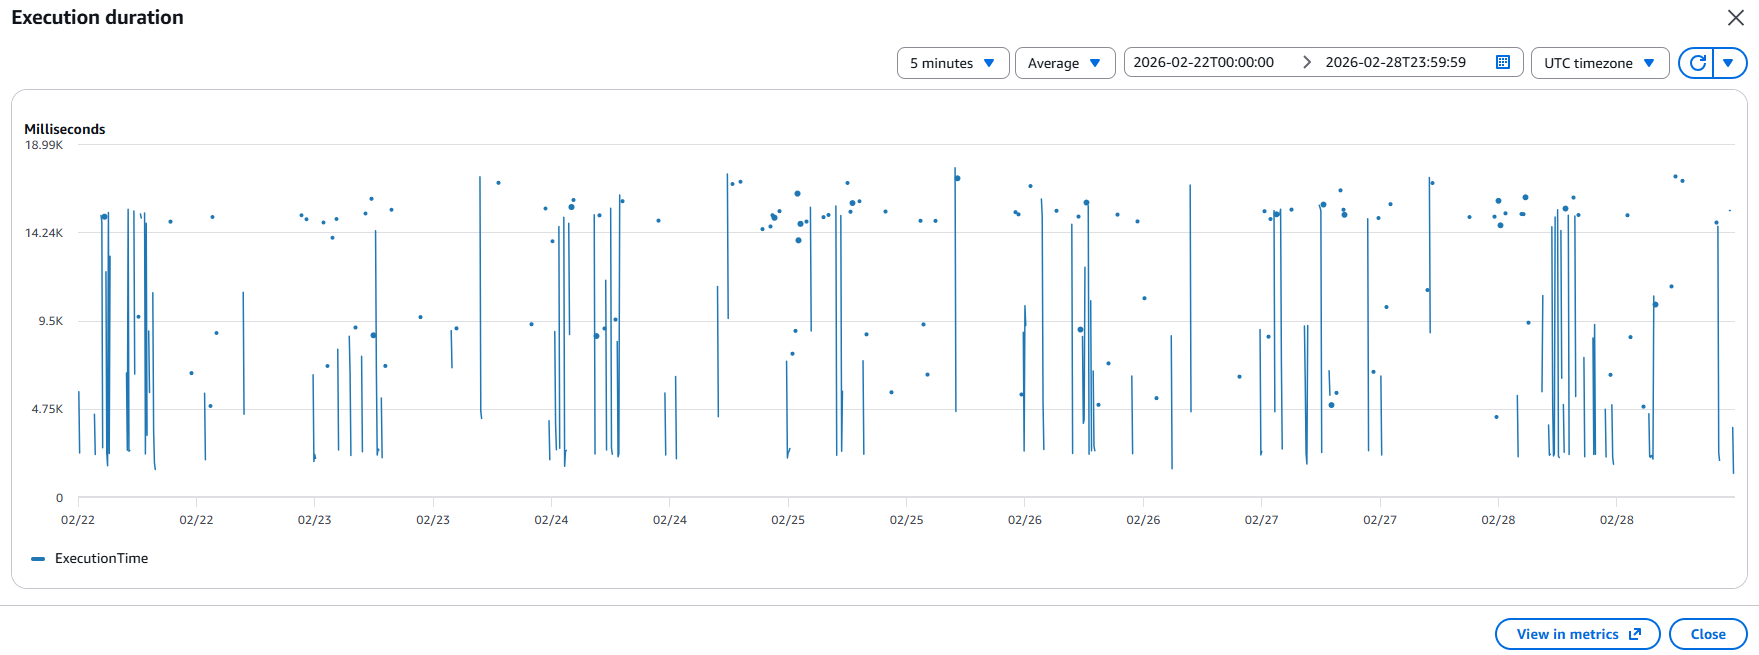 Execution duration
5 minutes Average 2026-02-22T00:00:00 2026-02-28T23:59:59 UTC timezone
Milliseconds
18.99K
14.24K
9.5K
4.75K
0
02/22 02/22 02/23 02/23 02/24 02/24 02/25 02/25 02/26 02/26 02/27 02/27 02/28 02/28
ExecutionTime
View in metrics Close